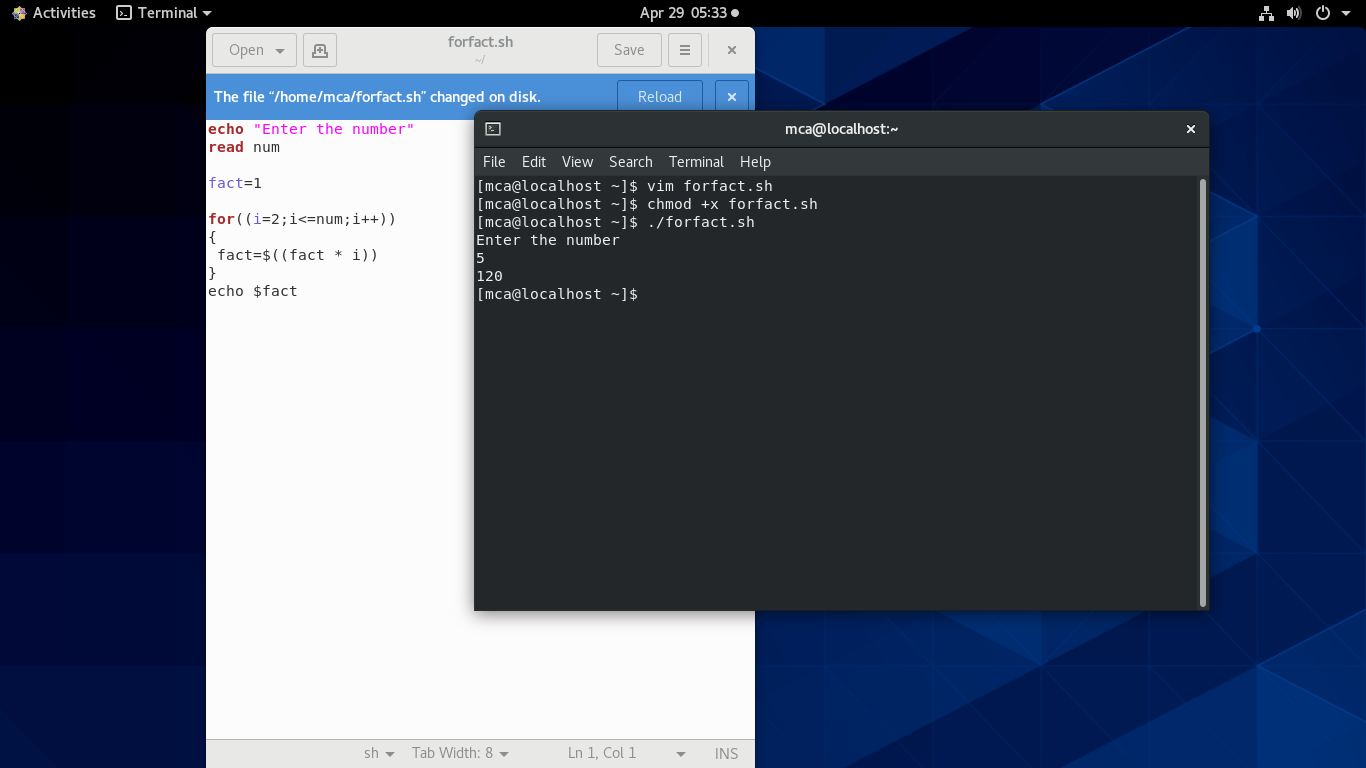 Activities Terminal Apr 29 05:33
Open forfact.sh Save
~/
The file “/home/mca/forfact.sh” changed on disk. Reload
echo "Enter the number"
read num
fact=1
for((i=2;i<=num;i++))
{
fact=$((fact * i))
}
echo $fact
sh Tab Width: 8 Ln 1, Col 1 INS
mca@localhost:~
File Edit View Search Terminal Help
[mca@localhost ~]$ vim forfact.sh
[mca@localhost ~]$ chmod +x forfact.sh
[mca@localhost ~]$ ./forfact.sh
Enter the number
5
120
[mca@localhost ~]$